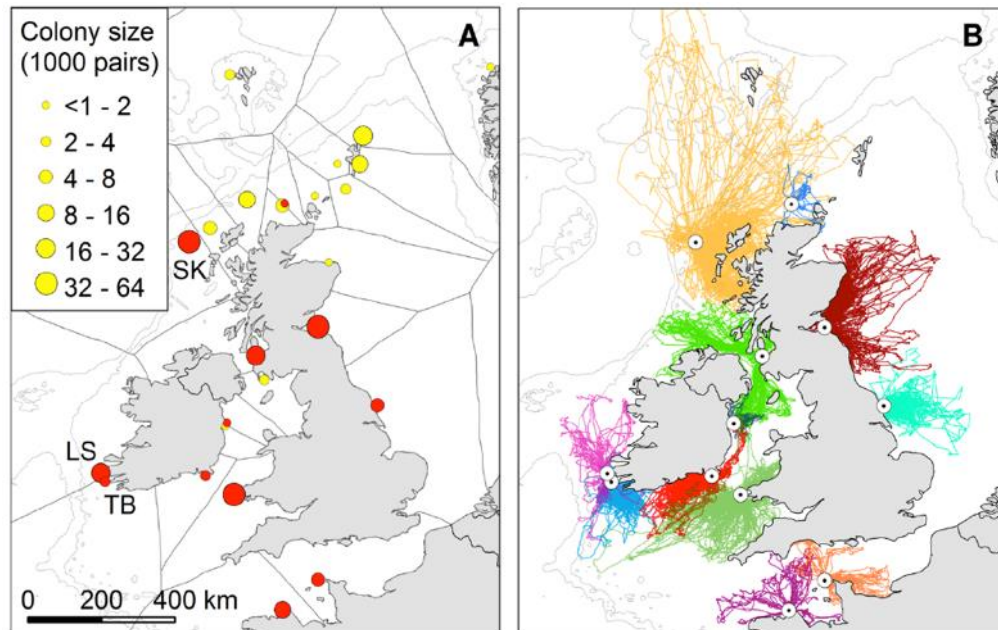 Colony size
(1000 pairs)
<1 - 2
2 - 4
4 - 8
8 - 16
16 - 32
32 - 64
A
B
SK
LS
TB
0 200 400 km